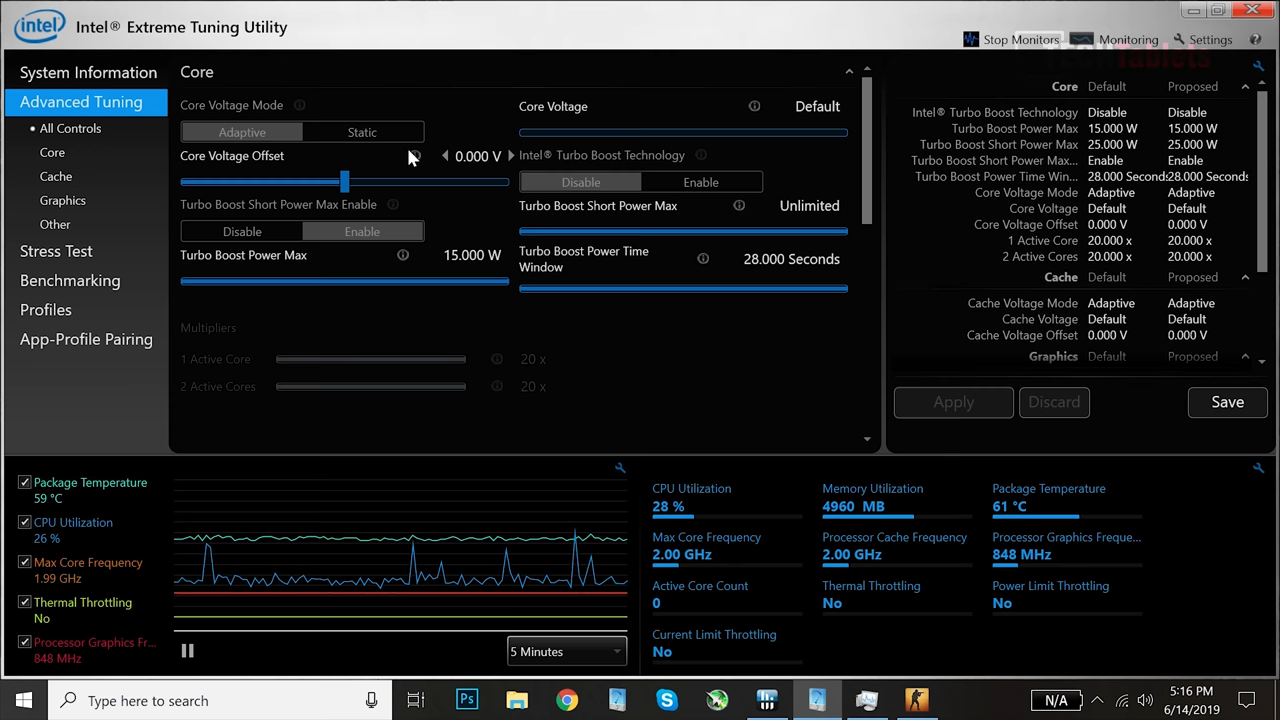 intel
Intel® Extreme Tuning Utility
Stop Monitors
Monitoring
Settings
TechTablets
System Information
Advanced Tuning
All Controls
Core
Cache
Graphics
Other
Stress Test
Benchmarking
Profiles
App-Profile Pairing
Core
Core Voltage Mode
Adaptive Static
Core Voltage Offset 0.000 V
Turbo Boost Short Power Max Enable
Disable Enable
Turbo Boost Power Max 15.000 W
Core Voltage Default
Intel® Turbo Boost Technology
Disable Enable
Turbo Boost Short Power Max Unlimited
Turbo Boost Power Time
Window 28.000 Seconds
Multipliers
1 Active Core 20 x
2 Active Cores 20 x
Core Default Proposed
Intel® Turbo Boost Technology Disable Disable
Turbo Boost Power Max 15.000 W 15.000 W
Turbo Boost Short Power Max 25.000 W 25.000 W
Turbo Boost Short Power Max... Enable Enable
Turbo Boost Power Time Win... 28.000 Seconds 28.000 Seconds
Core Voltage Mode Adaptive Adaptive
Core Voltage Default Default
Core Voltage Offset 0.000 V 0.000 V
1 Active Core 20.000 x 20.000 x
2 Active Cores 20.000 x 20.000 x
Cache Default Proposed
Cache Voltage Mode Adaptive Adaptive
Cache Voltage Default Default
Cache Voltage Offset 0.000 V 0.000 V
Graphics Default Proposed
Apply Discard Save
Package Temperature
59 °C
CPU Utilization
26 %
Max Core Frequency
1.99 GHz
Thermal Throttling
No
Processor Graphics Fr...
848 MHz
5 Minutes
CPU Utilization Memory Utilization Package Temperature
28 % 4960 MB 61 °C
Max Core Frequency Processor Cache Frequency Processor Graphics Freque...
2.00 GHz 2.00 GHz 848 MHz
Active Core Count Thermal Throttling Power Limit Throttling
0 No No
Current Limit Throttling
No
Type here to search
Ps
N/A
5:16 PM
6/14/2019